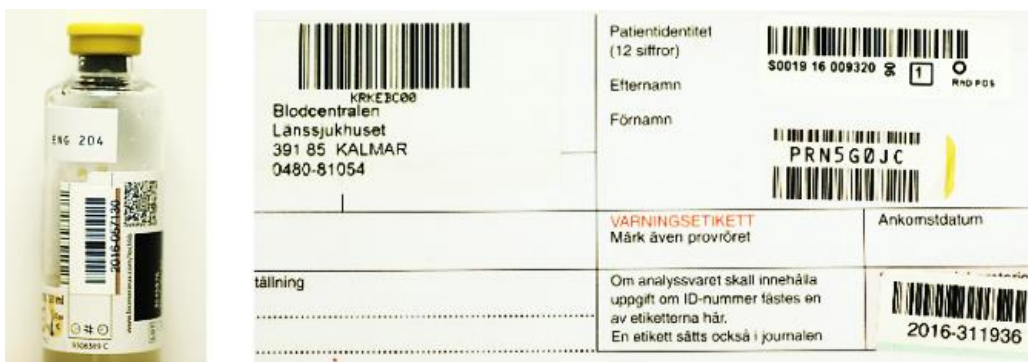 ENG 204
2016-057130
KRKEBC00
Blodcentralen
Länssjukhuset
391 85 KALMAR
0480-81054
Patientidentitet
(12 siffror)
S0019 16 009320
1
RHD POS
Efternamn
Förnamn
PRN5G0JC
VARNINGSETIKETT
Märk även provröret
Ankomstdatum
tällning
Om analyssvaret skall innehålla
uppgift om ID-nummer fästes en
av etiketterna här.
En etikett sätts också i journalen
2016-311936